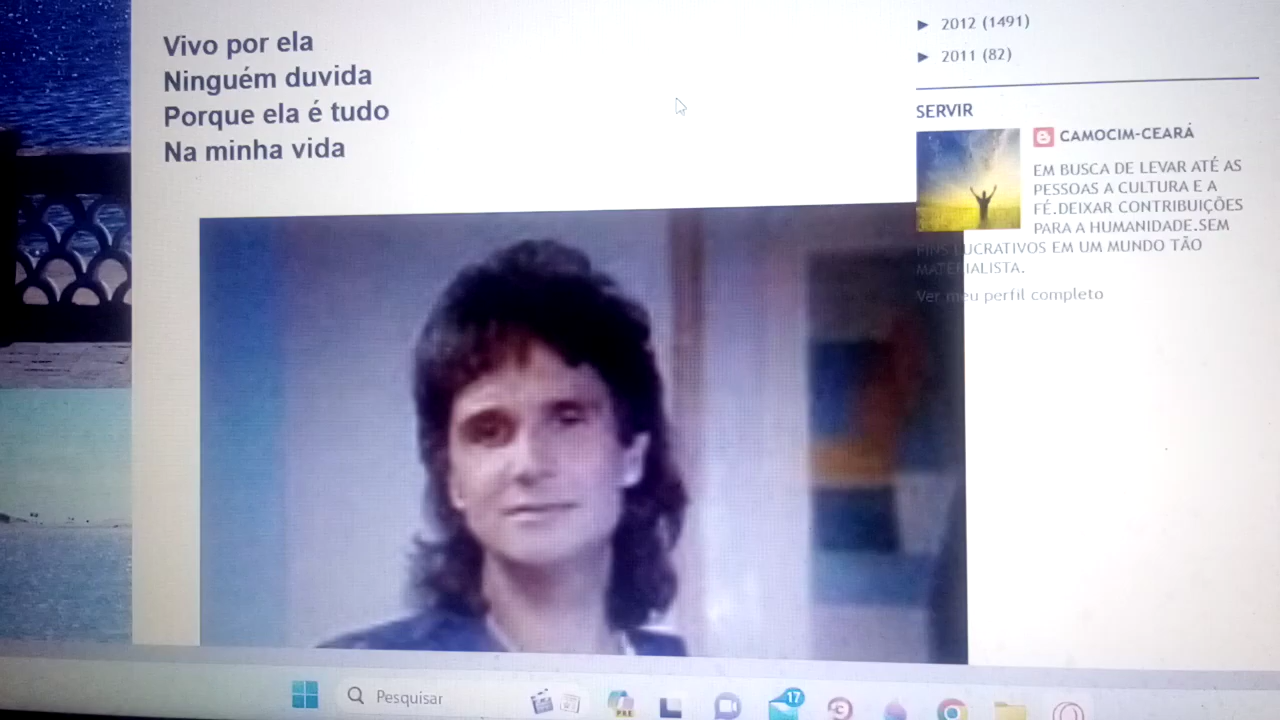 Vivo por ela
Ninguém duvida
Porque ela é tudo
Na minha vida
► 2012 (1491)
► 2011 (82)
SERVIR
CAMOCIM-CEARÁ
EM BUSCA DE LEVAR ATÉ AS
PESSOAS A CULTURA E A
FÉ.DEIXAR CONTRIBUIÇÕES
PARA A HUMANIDADE.SEM
FINS LUCRATIVOS EM UM MUNDO TÃO
MATERIALISTA.
Ver meu perfil completo
Pesquisar
PRE
17